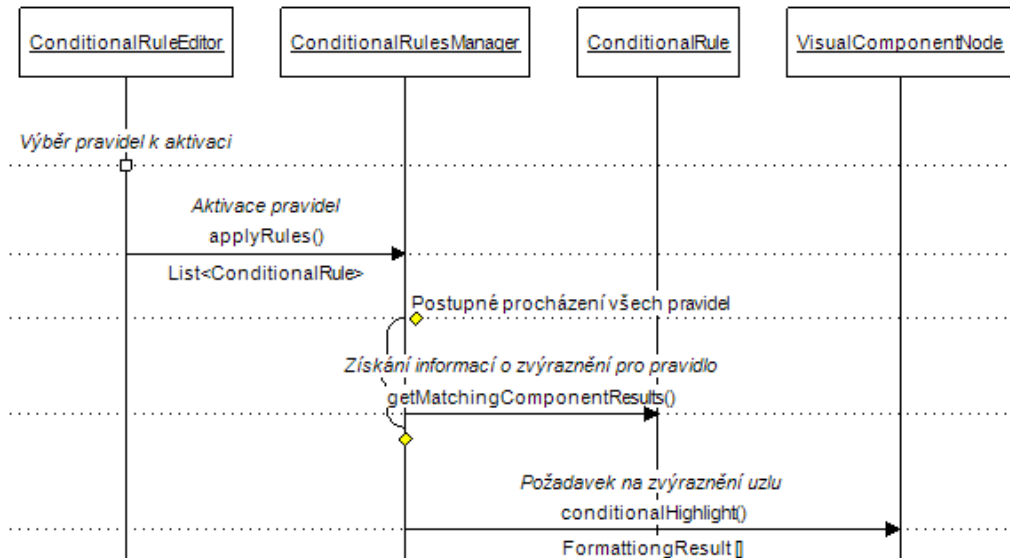 ConditionalRuleEditor
ConditionalRulesManager
ConditionalRule
VisualComponentNode
Výběr pravidel k aktivaci
Aktivace pravidel
applyRules()
List<ConditionalRule>
Postupné procházení všech pravidel
Získání informací o zvýraznění pro pravidlo
getMatchingComponentResults()
Požadavek na zvýraznění uzlu
conditionalHighlight()
FormattiongResult []